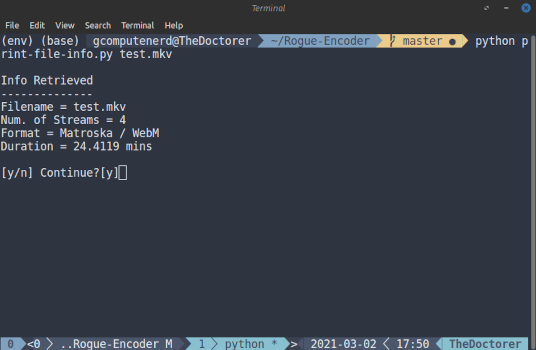 Terminal
File Edit View Search Terminal Help
(env) (base) gcomputenerd@TheDoctorer ~/Rogue-Encoder master ● python p
rint-file-info.py test.mkv
Info Retrieved
--------------
Filename = test.mkv
Num. of Streams = 4
Format = Matroska / WebM
Duration = 24.4119 mins
[y/n] Continue?[y]
0 <0 ..Rogue-Encoder M 1 python * > 2021-03-02 17:50 TheDoctorer